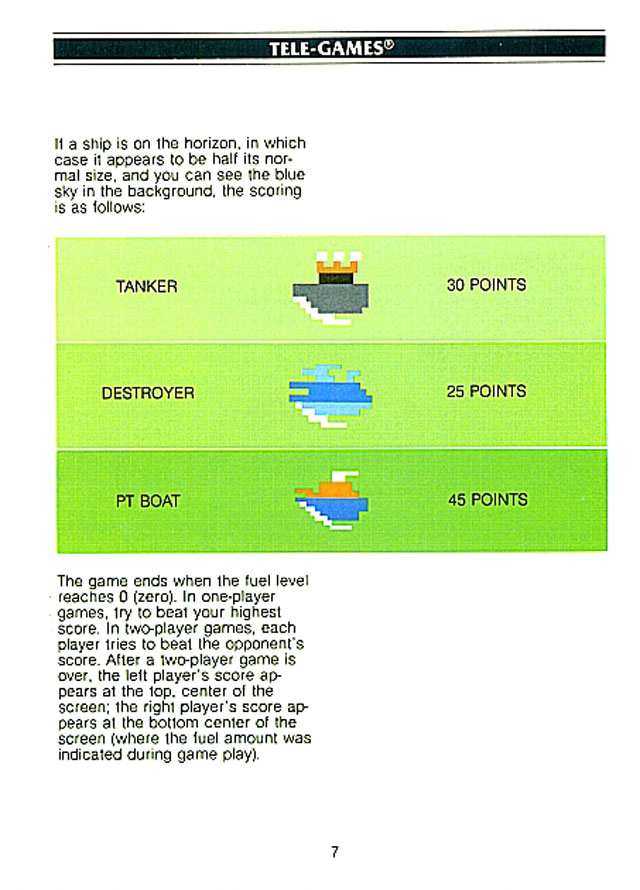 TELE-GAMES®
If a ship is on the horizon, in which
case it appears to be half its nor-
mal size, and you can see the blue
sky in the background, the scoring
is as follows:
TANKER 30 POINTS
DESTROYER 25 POINTS
PT BOAT 45 POINTS
The game ends when the fuel level
reaches 0 (zero). In one-player
games, try to beat your highest
score. In two-player games, each
player tries to beat the opponent's
score. After a two-player game is
over, the left player's score ap-
pears at the top, center of the
screen; the right player's score ap-
pears at the bottom center of the
screen (where the fuel amount was
indicated during game play).
7